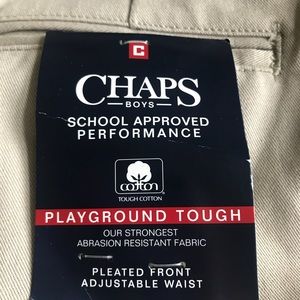 C
CHAPS
BOYS
SCHOOL APPROVED
PERFORMANCE
cotton
TOUGH COTTON
PLAYGROUND TOUGH
OUR STRONGEST
ABRASION RESISTANT FABRIC
PLEATED FRONT
ADJUSTABLE WAIST